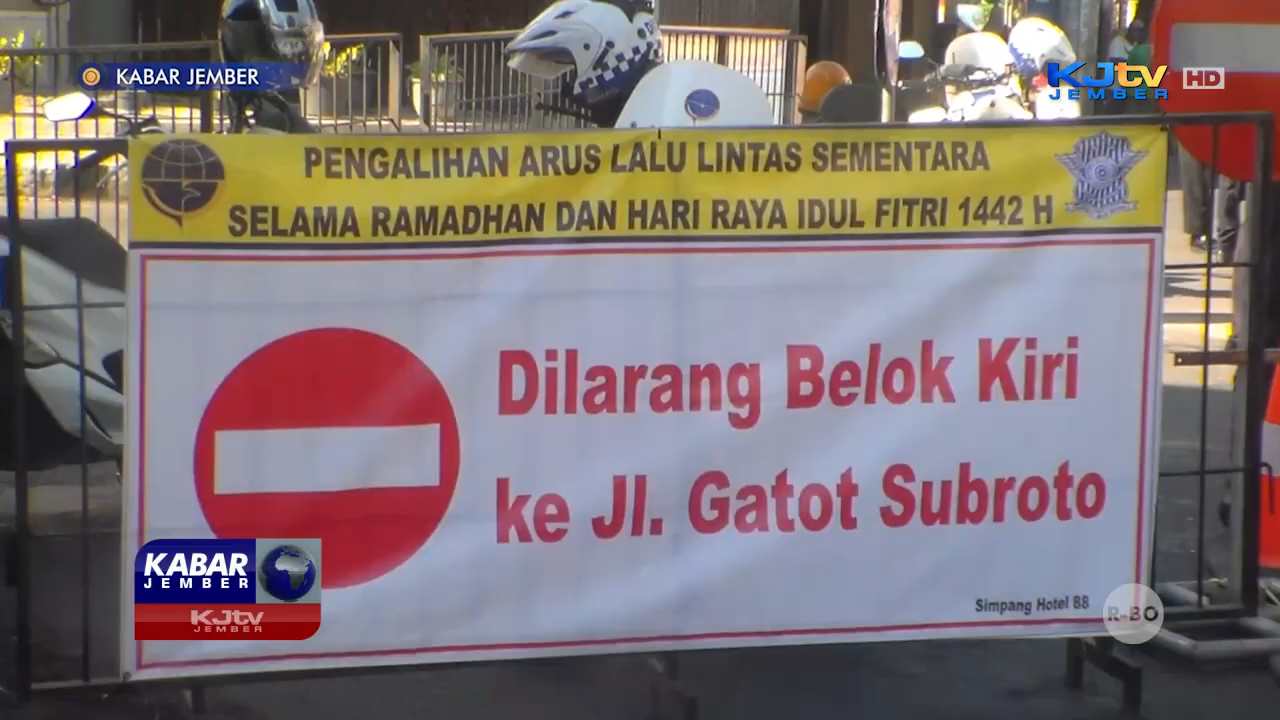 KABAR JEMBER
KJtv HD
JEMBER
PENGALIHAN ARUS LALU LINTAS SEMENTARA
SELAMA RAMADHAN DAN HARI RAYA IDUL FITRI 1442 H
Dilarang Belok Kiri
ke Jl. Gatot Subroto
Simpang Hotel 88
R-BO
KABAR
JEMBER
KJtv
JEMBER